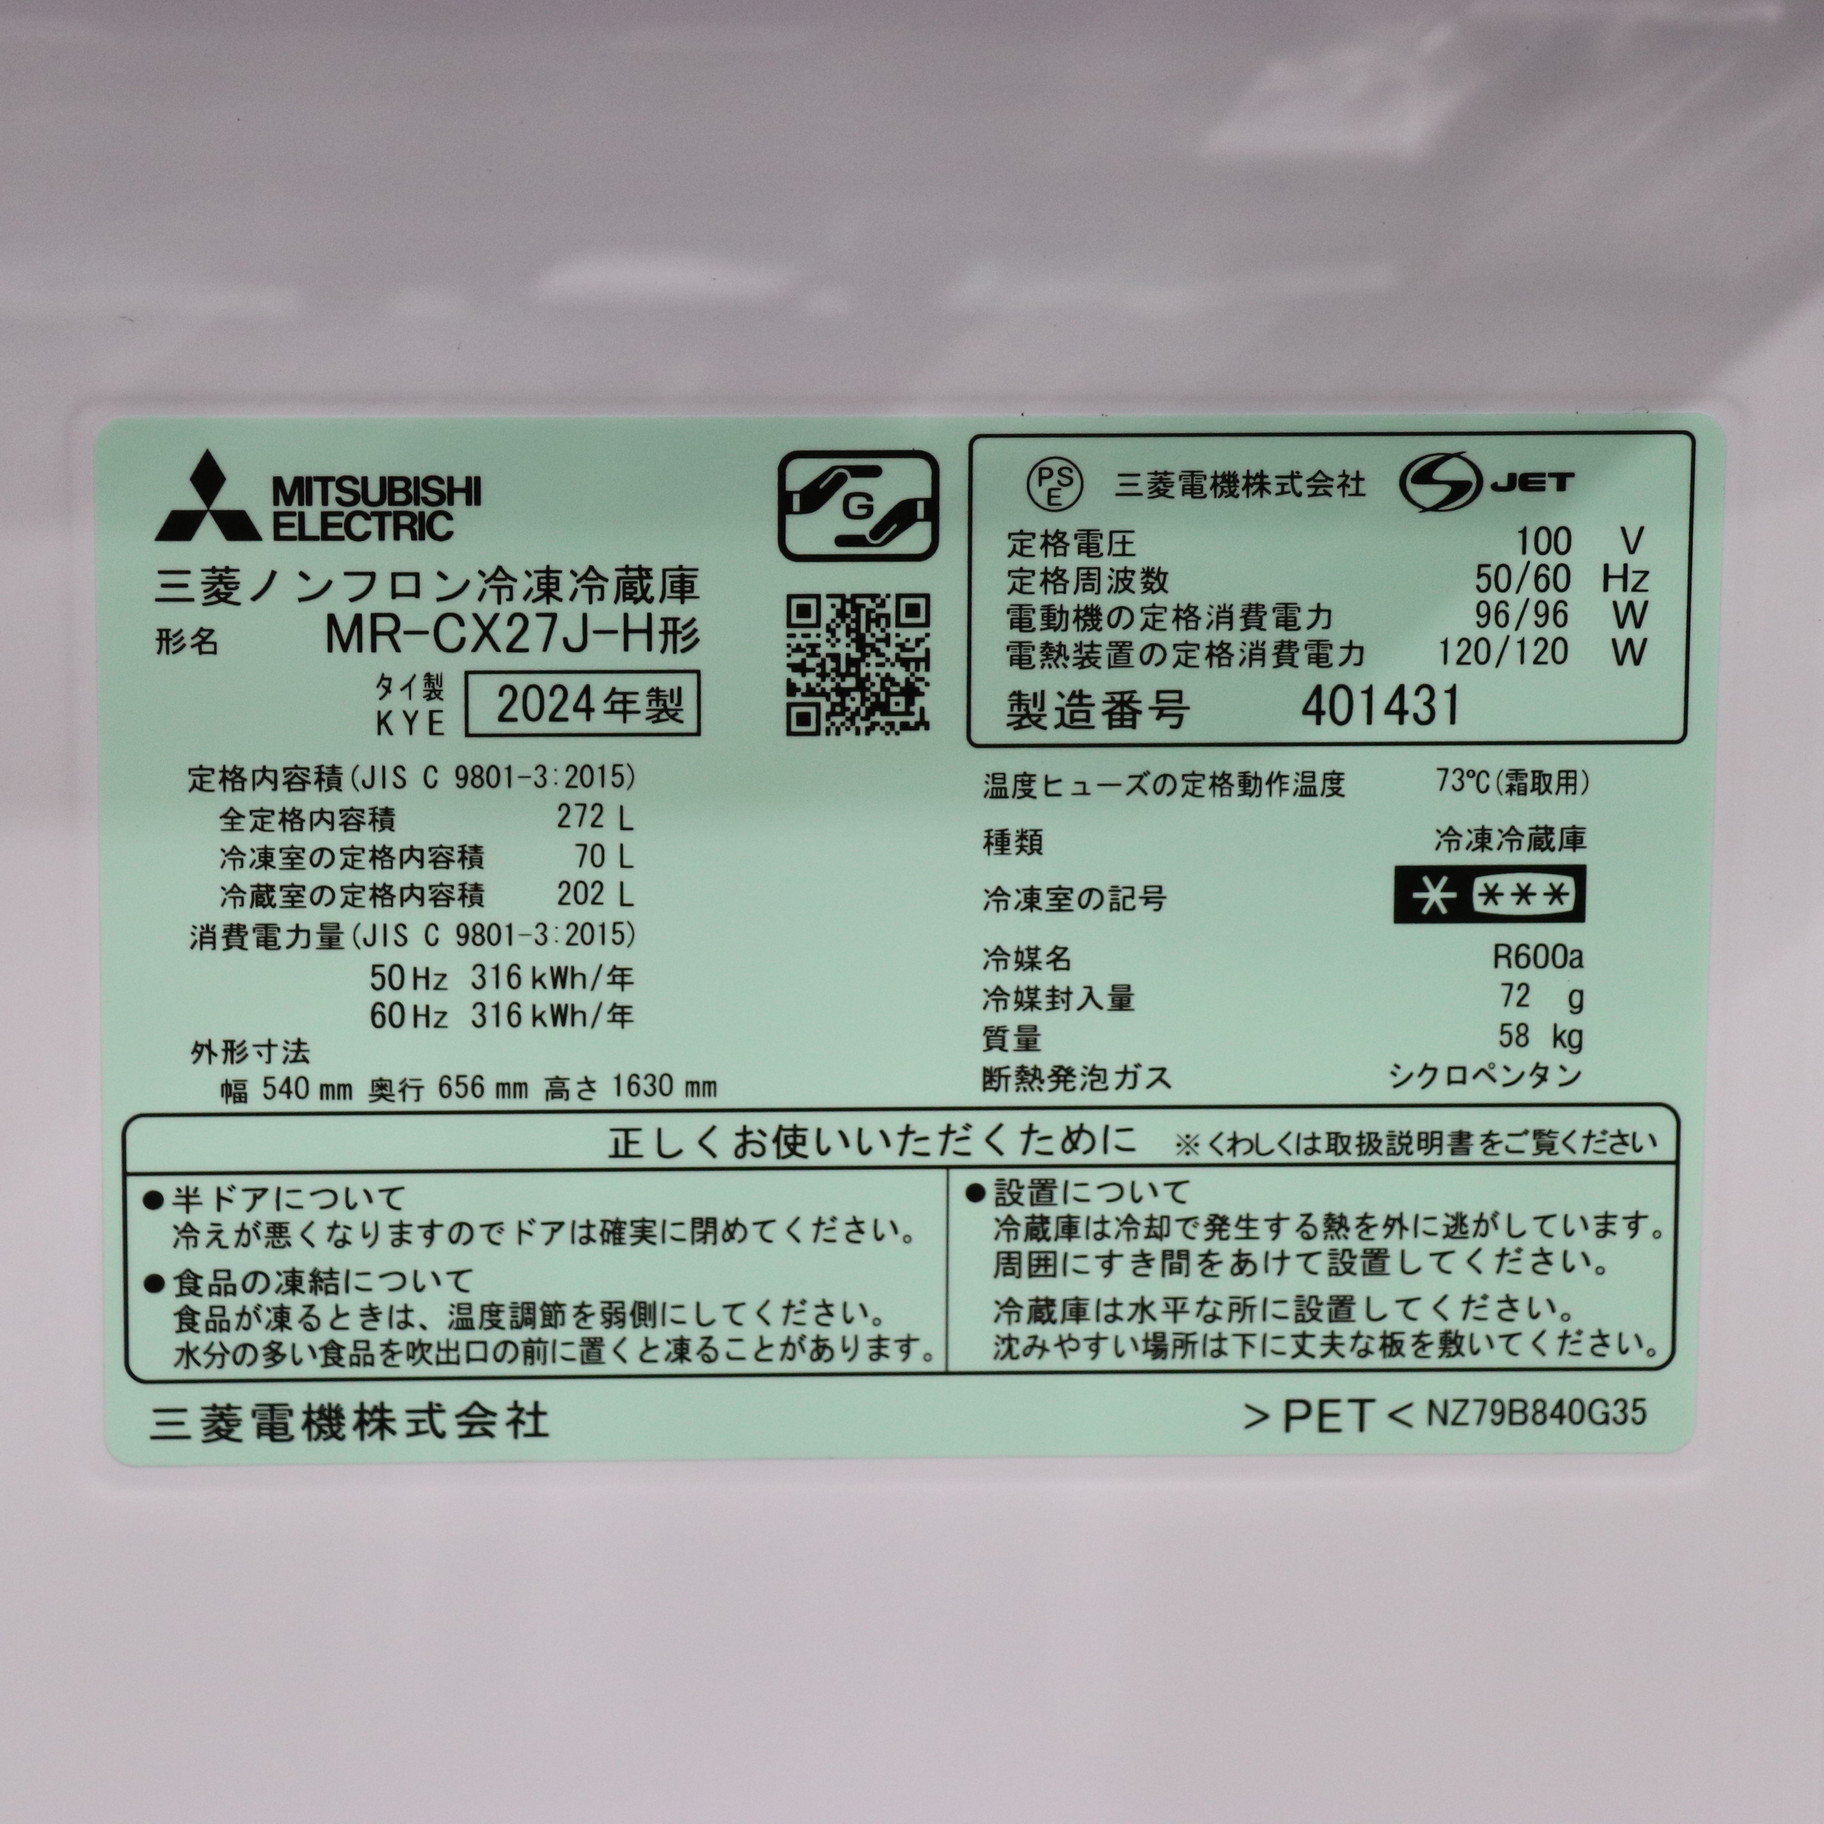 MITSUBISHI
ELECTRIC
三菱ノンフロン冷凍冷蔵庫
形名 MR-CX27J-H形
タイ製
KYE
2024年製
G
PS
E
三菱電機株式会社 JET
定格電圧 100 V
定格周波数 50/60 Hz
電動機の定格消費電力 96/96 W
電熱装置の定格消費電力 120/120 W
製造番号 401431
定格内容積(JIS C 9801-3:2015)
全定格内容積 272 L
冷凍室の定格内容積 70 L
冷蔵室の定格内容積 202 L
消費電力量(JIS C 9801-3:2015)
50Hz 316kWh/年
60Hz 316kWh/年
外形寸法
幅 540mm 奥行 656mm 高さ 1630mm
温度ヒューズの定格動作温度 73℃(霜取用)
種類 冷凍冷蔵庫
冷凍室の記号 * ***
冷媒名 R600a
冷媒封入量 72 g
質量 58 kg
断熱発泡ガス シクロペンタン
正しくお使いいただくために ※くわしくは取扱説明書をご覧ください
●半ドアについて
冷えが悪くなりますのでドアは確実に閉めてください。
●食品の凍結について
食品が凍るときは、温度調節を弱側にしてください。
水分の多い食品を吹出口の前に置くと凍ることがあります。
●設置について
冷蔵庫は冷却で発生する熱を外に逃がしています。
周囲にすき間をあけて設置してください。
冷蔵庫は水平な所に設置してください。
沈みやすい場所は下に丈夫な板を敷いてください。
三菱電機株式会社
>PET< NZ79B840G35